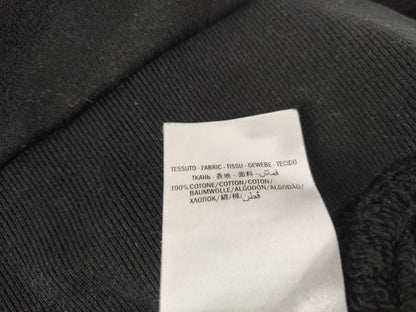 TESSUTO - FABRIC - TISSU - GEWEBE - TECIDO
ТКАНЬ - 表地 - 面料 - قماش
100% COTONE/COTTON/COTON/
BAUMWOLLE/ALGODÓN/ALGODÃO/
ХЛОПОК/綿/棉/قطن